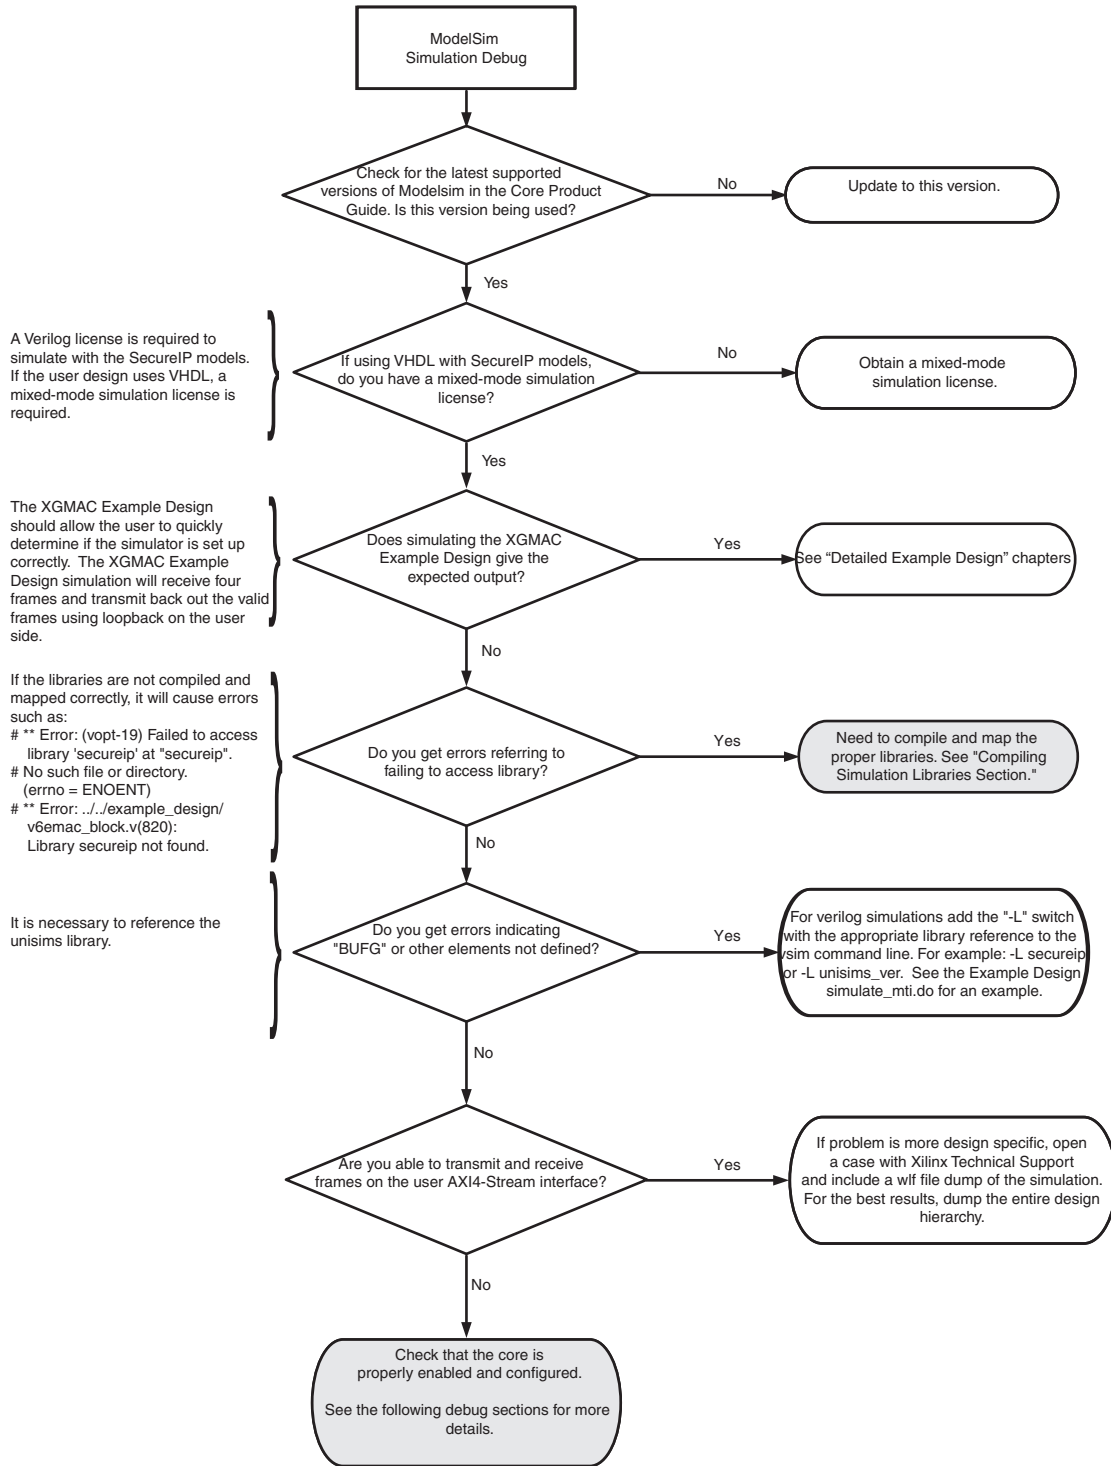 ModelSim
Simulation Debug
Check for the latest supported
versions of Modelsim in the Core Product
Guide. Is this version being used?
No
Update to this version.
Yes
A Verilog license is required to
simulate with the SecureIP models.
If the user design uses VHDL, a
mixed-mode simulation license is
required.
If using VHDL with SecureIP models,
do you have a mixed-mode simulation
license?
No
Obtain a mixed-mode
simulation license.
Yes
The XGMAC Example Design
should allow the user to quickly
determine if the simulator is set up
correctly. The XGMAC Example
Design simulation will receive four
frames and transmit back out the valid
frames using loopback on the user
side.
Does simulating the XGMAC
Example Design give the
expected output?
Yes
See “Detailed Example Design” chapters
No
If the libraries are not compiled and
mapped correctly, it will cause errors
such as:
# ** Error: (vopt-19) Failed to access
library 'secureip' at "secureip".
# No such file or directory.
(errno = ENOENT)
# ** Error: ../../example_design/
v6emac_block.v(820):
Library secureip not found.
Do you get errors referring to
failing to access library?
Yes
Need to compile and map the
proper libraries. See "Compiling
Simulation Libraries Section."
No
It is necessary to reference the
unisims library.
Do you get errors indicating
"BUFG" or other elements not defined?
Yes
For verilog simulations add the "-L" switch
with the appropriate library reference to the
vsim command line. For example: -L secureip
or -L unisims_ver. See the Example Design
simulate_mti.do for an example.
No
Are you able to transmit and receive
frames on the user AXI4-Stream interface?
Yes
If problem is more design specific, open
a case with Xilinx Technical Support
and include a wlf file dump of the simulation.
For the best results, dump the entire design
hierarchy.
No
Check that the core is
properly enabled and configured.
See the following debug sections for more
details.